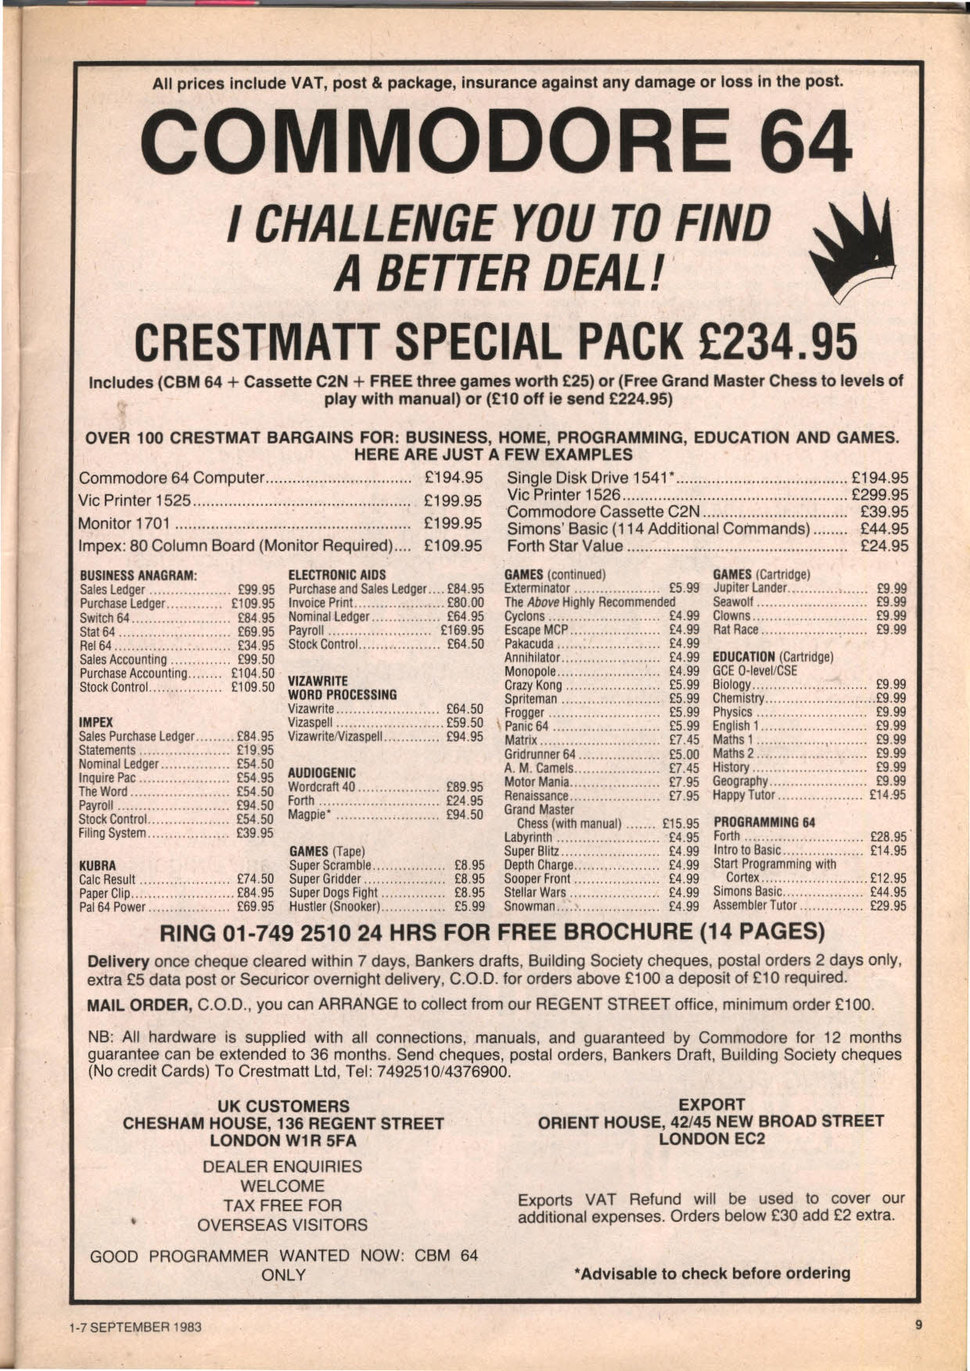 All prices include VAT, post & package, insurance against any damage or loss in the post.
COMMODORE 64
I CHALLENGE YOU TO FIND
A BETTER DEAL!
CRESTMATT SPECIAL PACK £234.95
Includes (CBM 64 + Cassette C2N + FREE three games worth £25) or (Free Grand Master Chess to levels of
play with manual) or (£10 off ie send £224.95)
OVER 100 CRESTMAT BARGAINS FOR: BUSINESS, HOME, PROGRAMMING, EDUCATION AND GAMES.
HERE ARE JUST A FEW EXAMPLES
Commodore 64 Computer................................ £194.95
Vic Printer 1525................................................ £199.95
Monitor 1701 .................................................... £199.95
Impex: 80 Column Board (Monitor Required).... £109.95
Single Disk Drive 1541*...................................... £194.95
Vic Printer 1526.................................................. £299.95
Commodore Cassette C2N................................ £39.95
Simons' Basic (114 Additional Commands) ........ £44.95
Forth Star Value ................................................ £24.95
BUSINESS ANAGRAM:
Sales Ledger .................... £99.95
Purchase Ledger............. £109.95
Switch 64 ......................... £84.95
Stat 64 ........................... £69.95
Rel 64 ............................. £34.95
Sales Accounting .............. £99.50
Purchase Accounting........ £104.50
Stock Control................. £109.50
IMPEX
Sales Purchase Ledger......... £84.95
Statements ...................... £19.95
Nominal Ledger................. £54.50
Inquire Pac ...................... £54.95
The Word ........................ £54.50
Payroll ........................... £94.50
Stock Control................... £54.50
Filing System................... £39.95
KUBRA
Calc Result ...................... £74.50
Paper Clip........................ £84.95
Pal 64 Power .................... £69.95
ELECTRONIC AIDS
Purchase and Sales Ledger.... £84.95
Invoice Print..................... £80.00
Nominal Ledger................. £64.95
Payroll ......................... £169.95
Stock Control................... £64.50
VIZAWRITE
WORD PROCESSING
Vizawrite......................... £64.50
Vizaspell ......................... £59.50
Vizawrite/Vizaspell............. £94.95
AUDIOGENIC
Wordcraft 40 .................... £89.95
Forth ............................. £24.95
Magpie* .......................... £94.50
GAMES (Tape)
Super Scramble................... £8.95
Super Gridder .................... £8.95
Super Dogs Fight ................ £8.95
Hustler (Snooker)................ £5.99
GAMES (continued)
Exterminator ..................... £5.99
The Above Highly Recommended
Cyclons ........................... £4.99
Escape MCP...................... £4.99
Pakacuda ......................... £4.99
Annihilator........................ £4.99
Monopole......................... £4.99
Crazy Kong ....................... £5.99
Spriteman ........................ £5.99
Frogger ........................... £5.99
Panic 64 .......................... £5.99
Matrix............................. £7.45
Gridrunner 64 .................... £5.00
A. M. Camels..................... £7.45
Motor Mania...................... £7.95
Renaissance...................... £7.95
Grand Master
Chess (with manual) ....... £15.95
Labyrinth ......................... £4.95
Super Blitz........................ £4.99
Depth Charge..................... £4.99
Sooper Front ..................... £4.99
Stellar Wars ...................... £4.99
Snowman......................... £4.99
GAMES (Cartridge)
Jupiter Lander.................... £9.99
Seawolf ........................... £9.99
Clowns............................ £9.99
Rat Race .......................... £9.99
EDUCATION (Cartridge)
GCE O-level/CSE
Biology............................ £9.99
Chemistry......................... £9.99
Physics ........................... £9.99
English 1.......................... £9.99
Maths 1 ........................... £9.99
Maths 2 ........................... £9.99
History............................ £9.99
Geography........................ £9.99
Happy Tutor ..................... £14.95
PROGRAMMING 64
Forth ............................. £28.95
Intro to Basic.................... £14.95
Start Programming with
Cortex......................... £12.95
Simons Basic.................... £44.95
Assembler Tutor ............... £29.95
RING 01-749 2510 24 HRS FOR FREE BROCHURE (14 PAGES)
Delivery once cheque cleared within 7 days, Bankers drafts, Building Society cheques, postal orders 2 days only,
extra £5 data post or Securicor overnight delivery, C.O.D. for orders above £100 a deposit of £10 required.
MAIL ORDER, C.O.D., you can ARRANGE to collect from our REGENT STREET office, minimum order £100.
NB: All hardware is supplied with all connections, manuals, and guaranteed by Commodore for 12 months
guarantee can be extended to 36 months. Send cheques, postal orders, Bankers Draft, Building Society cheques
(No credit Cards) To Crestmatt Ltd, Tel: 7492510/4376900.
UK CUSTOMERS
CHESHAM HOUSE, 136 REGENT STREET
LONDON W1R 5FA
DEALER ENQUIRIES
WELCOME
TAX FREE FOR
OVERSEAS VISITORS
GOOD PROGRAMMER WANTED NOW: CBM 64
ONLY
EXPORT
ORIENT HOUSE, 42/45 NEW BROAD STREET
LONDON EC2
Exports VAT Refund will be used to cover our
additional expenses. Orders below £30 add £2 extra.
*Advisable to check before ordering
1-7 SEPTEMBER 1983
9